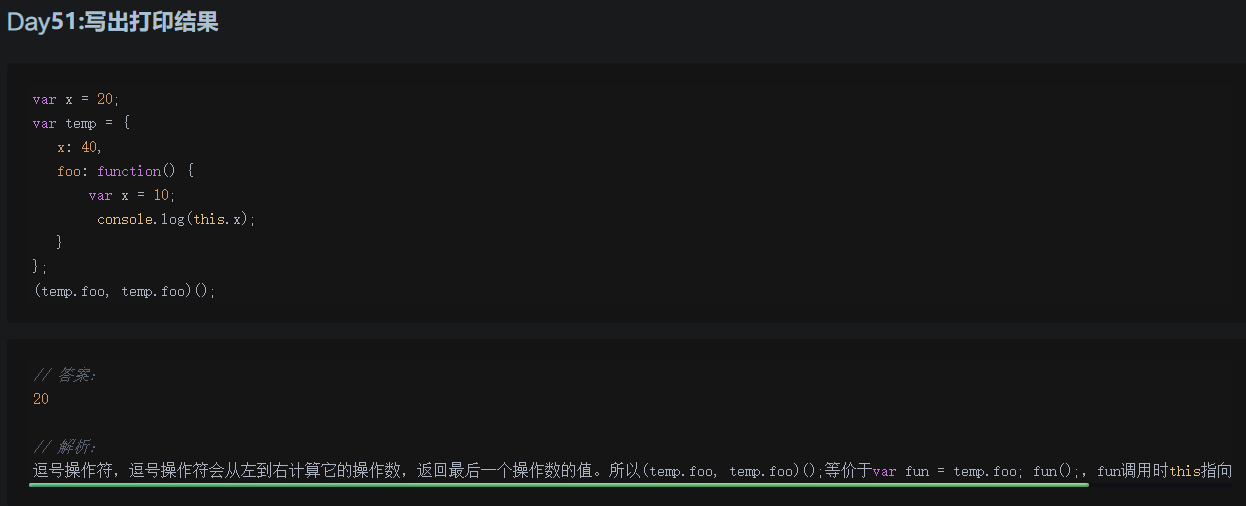 Day51:写出打印结果
var x = 20;
var temp = {
x: 40,
foo: function() {
var x = 10;
console.log(this.x);
}
};
(temp.foo, temp.foo)();
// 答案:
20
// 解析:
逗号操作符，逗号操作符会从左到右计算它的操作数，返回最后一个操作数的值。所以(temp.foo, temp.foo)();等价于var fun = temp.foo; fun();，fun调用时this指向